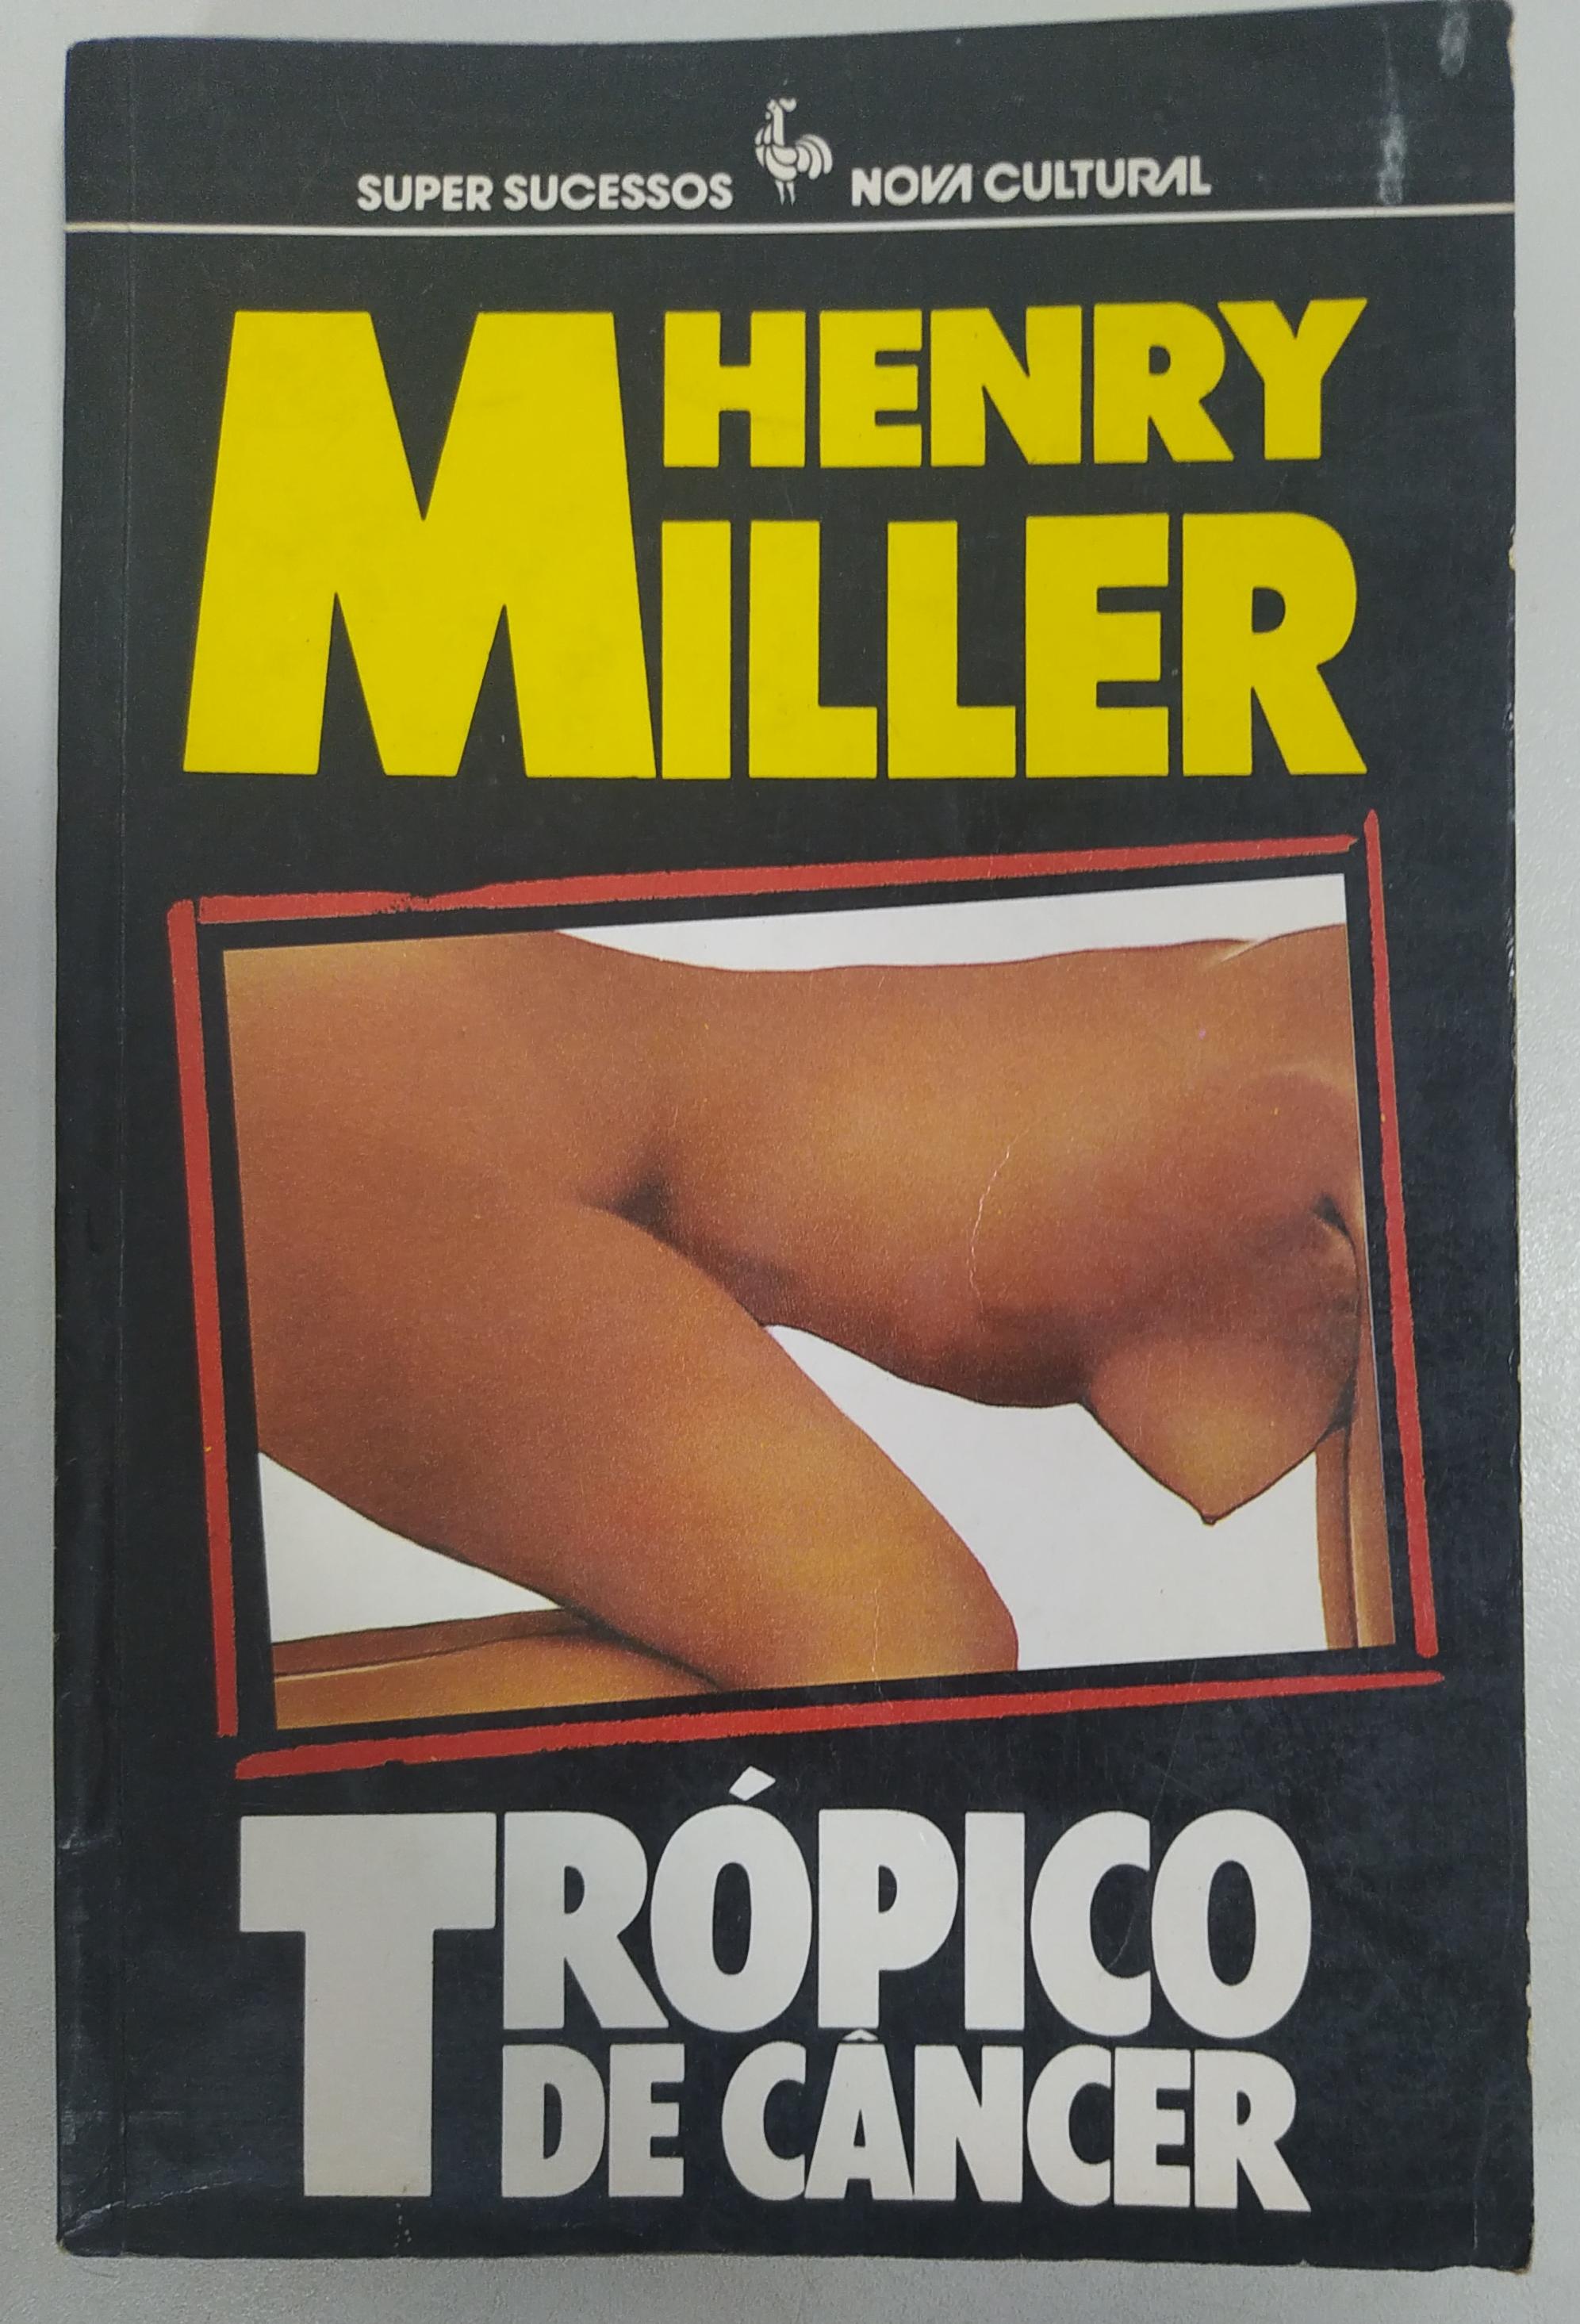 SUPER SUCESSOS NOVA CULTURAL
HENRY
MILLER
TRÓPICO
DE CÂNCER